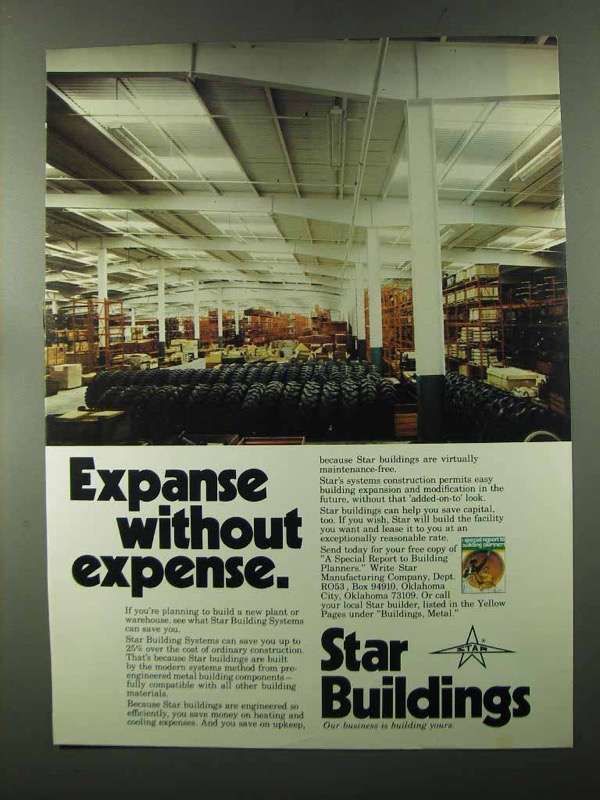 Expanse
without
expense.
If you're planning to build a new plant or
warehouse, see what Star Building Systems
can save you.
Star Building Systems can save you up to
25% over the cost of ordinary construction.
That's because Star buildings are built
by the modern systems method from pre-
engineered metal building components—
fully compatible with all other building
materials.
Because Star buildings are engineered so
efficiently, you save money on heating and
cooling expenses. And you save on upkeep,
because Star buildings are virtually
maintenance-free.
Star's systems construction permits easy
building expansion and modification in the
future, without that 'added-on-to' look.
Star buildings can help you save capital,
too. If you wish, Star will build the facility
you want and lease it to you at an
exceptionally reasonable rate.
Send today for your free copy of
"A Special Report to Building
Planners." Write Star
Manufacturing Company, Dept.
RO53, Box 94910, Oklahoma
City, Oklahoma 73109. Or call
your local Star builder, listed in the Yellow
Pages under "Buildings, Metal."
a special report to
building planners
STAR
®
Star
Buildings
Our business is building yours.